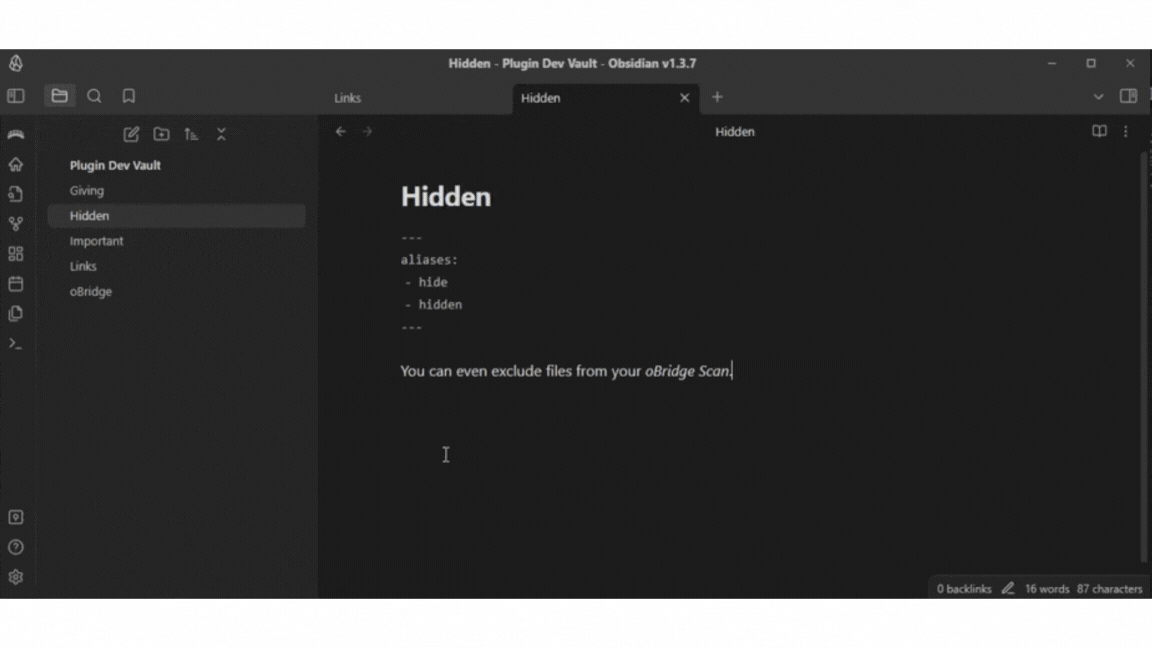 Hidden - Plugin Dev Vault - Obsidian v1.3.7
Links
Hidden
Hidden
Plugin Dev Vault
Giving
Hidden
Important
Links
oBridge
Hidden
---
aliases:
- hide
- hidden
---
You can even exclude files from your oBridge Scan.
0 backlinks 16 words 87 characters